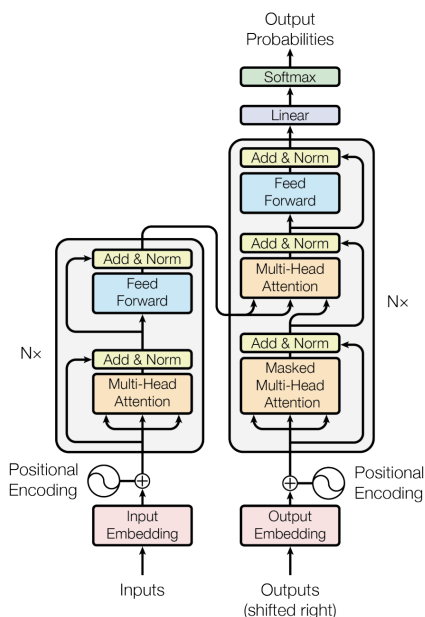 Output
Probabilities
Softmax
Linear
Add & Norm
Feed
Forward
Add & Norm
Multi-Head
Attention
Add & Norm
Masked
Multi-Head
Attention
N×
Add & Norm
Feed
Forward
Add & Norm
Multi-Head
Attention
N×
Positional
Encoding
Positional
Encoding
Input
Embedding
Output
Embedding
Inputs
Outputs
(shifted right)